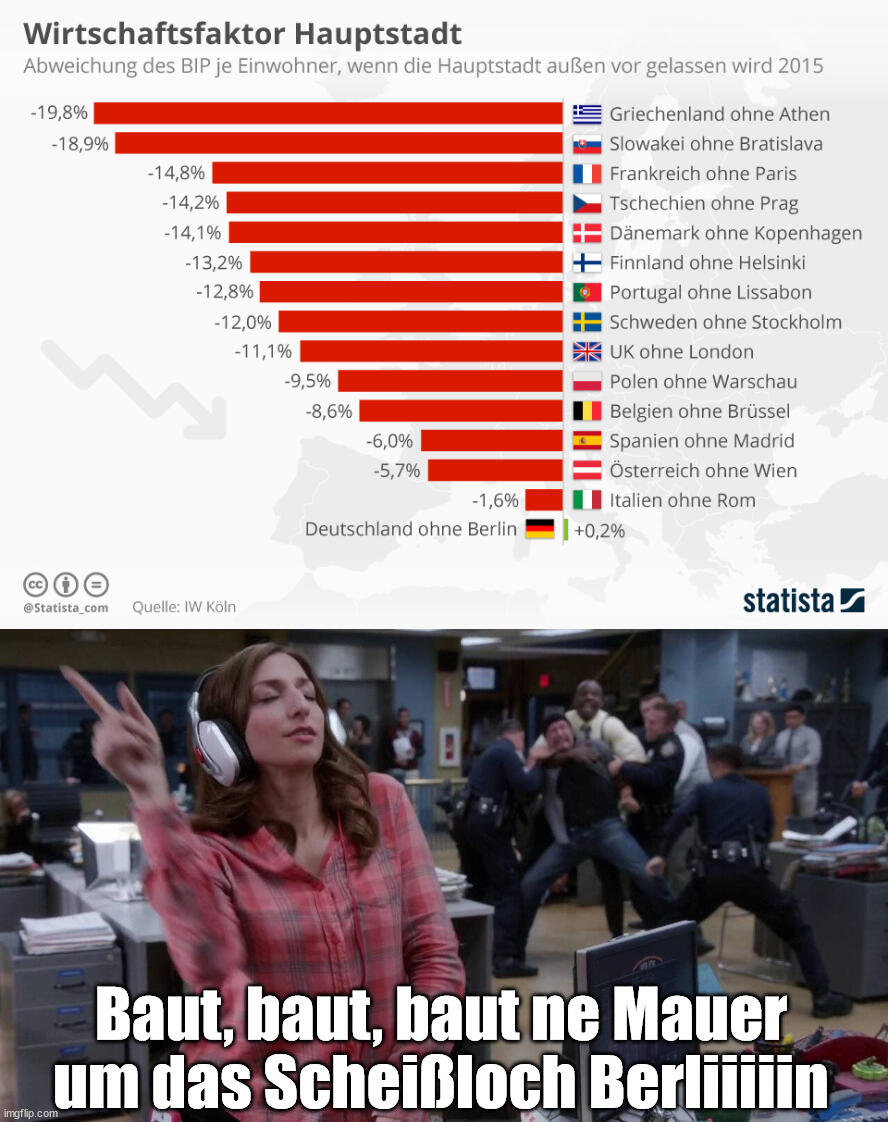 Wirtschaftsfaktor Hauptstadt
Abweichung des BIP je Einwohner, wenn die Hauptstadt außen vor gelassen wird 2015
-19,8% Griechenland ohne Athen
-18,9% Slowakei ohne Bratislava
-14,8% Frankreich ohne Paris
-14,2% Tschechien ohne Prag
-14,1% Dänemark ohne Kopenhagen
-13,2% Finnland ohne Helsinki
-12,8% Portugal ohne Lissabon
-12,0% Schweden ohne Stockholm
-11,1% UK ohne London
-9,5% Polen ohne Warschau
-8,6% Belgien ohne Brüssel
-6,0% Spanien ohne Madrid
-5,7% Österreich ohne Wien
-1,6% Italien ohne Rom
Deutschland ohne Berlin +0,2%
cc
@Statista_com Quelle: IW Köln
statista
Baut, baut, baut ne Mauer
um das Scheißloch Berliiiiiin
imgflip.com